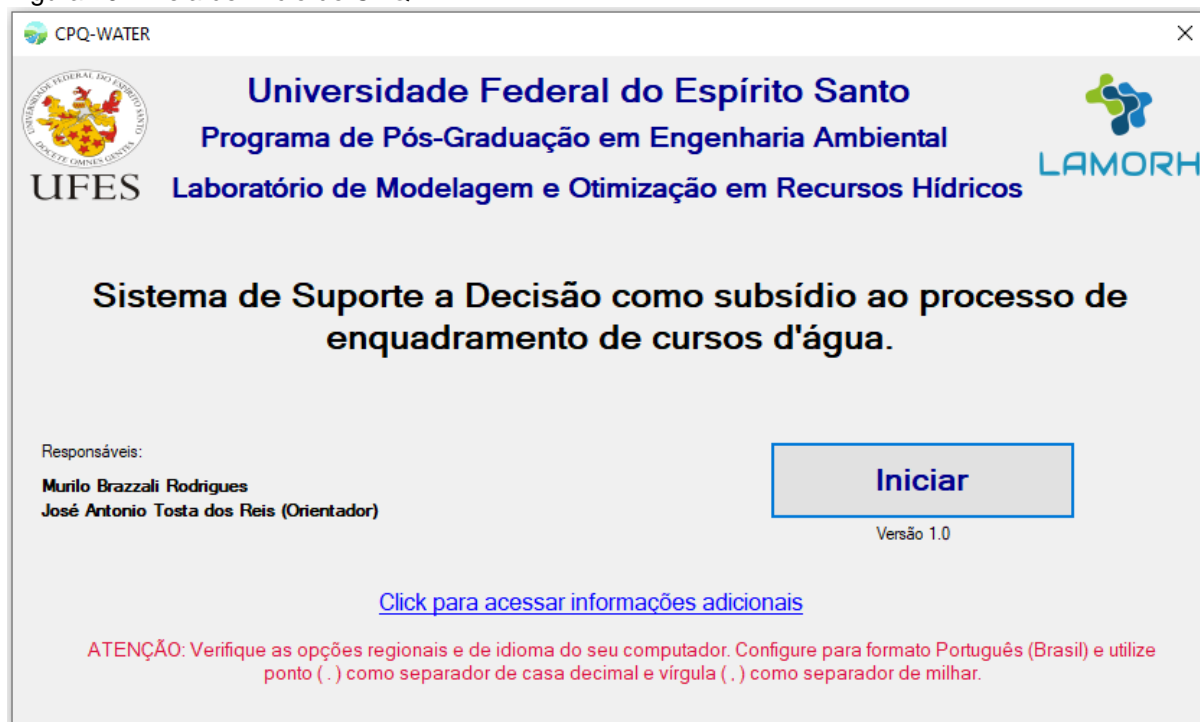 CPQ-WATER
Universidade Federal do Espírito Santo
Programa de Pós-Graduação em Engenharia Ambiental
Laboratório de Modelagem e Otimização em Recursos Hídricos
UFES
LAMORH
Sistema de Suporte a Decisão como subsídio ao processo de
enquadramento de cursos d'água.
Responsáveis:
Murilo Brazzali Rodrigues
José Antonio Tosta dos Reis (Orientador)
Iniciar
Versão 1.0
Click para acessar informações adicionais
ATENÇÃO: Verifique as opções regionais e de idioma do seu computador. Configure para formato Português (Brasil) e utilize
ponto ( . ) como separador de casa decimal e vírgula ( , ) como separador de milhar.